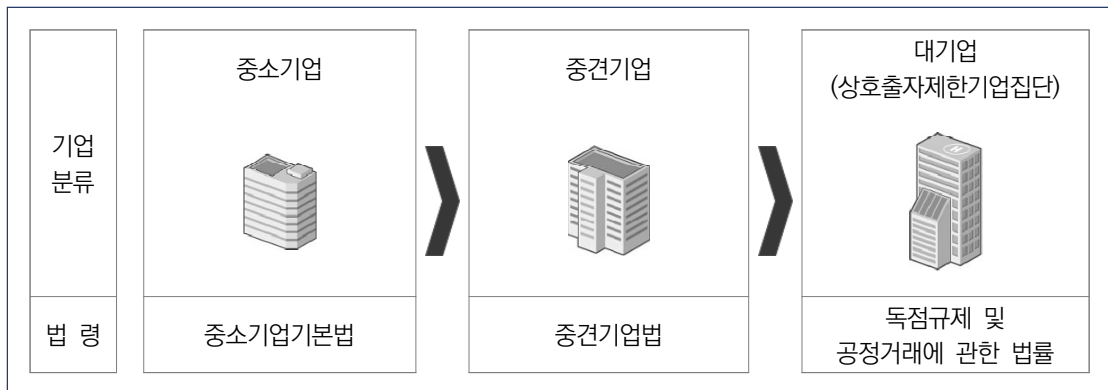 기업
분류
중소기업
중견기업
대기업
(상호출자제한기업집단)
H
법 령
중소기업기본법
중견기업법
독점규제 및
공정거래에 관한 법률